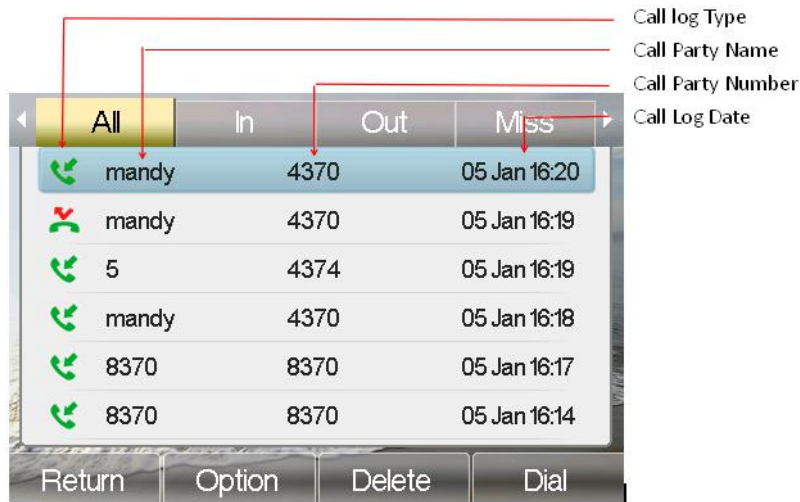 Call log Type
Call Party Name
Call Party Number
Call Log Date
All In Out Miss
mandy 4370 05 Jan 16:20
mandy 4370 05 Jan 16:19
5 4374 05 Jan 16:19
mandy 4370 05 Jan 16:18
8370 8370 05 Jan 16:17
8370 8370 05 Jan 16:14
Return Option Delete Dial